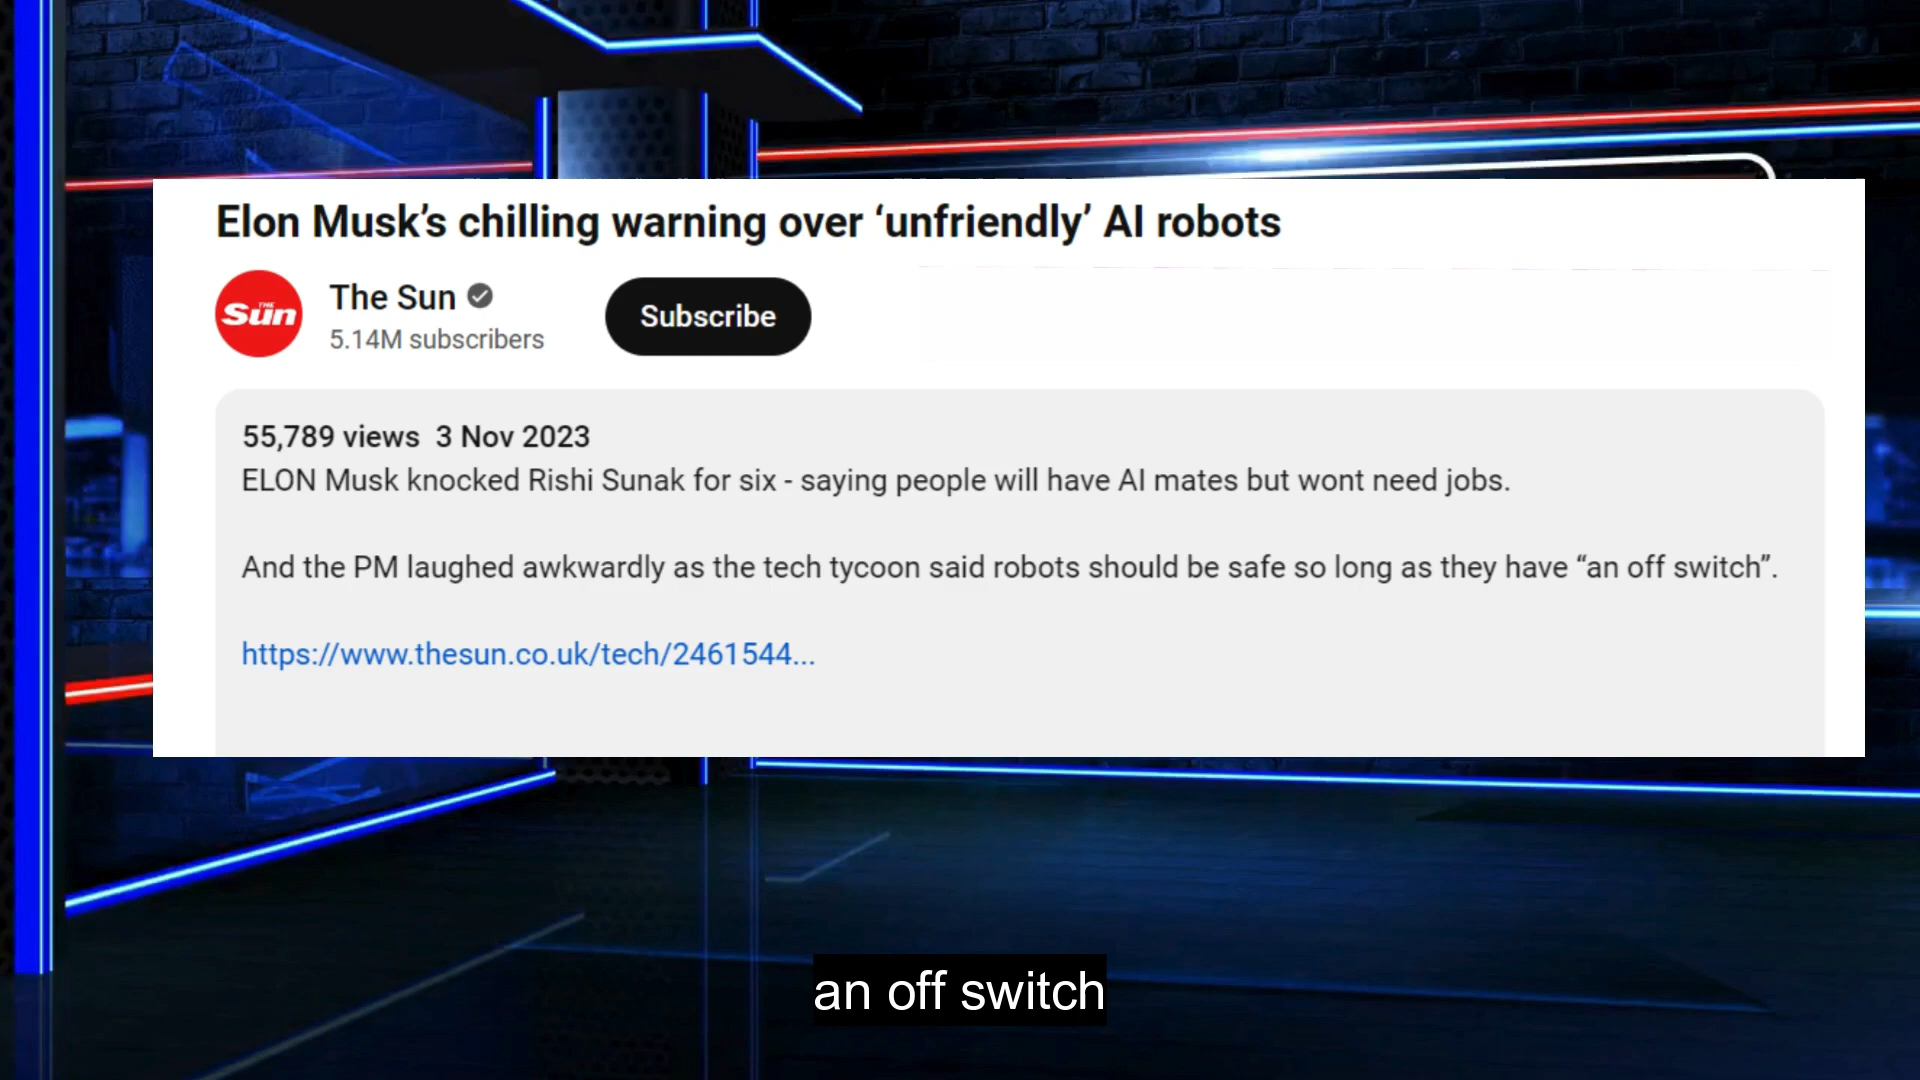 Elon Musk’s chilling warning over ‘unfriendly’ AI robots
THE
Sun
The Sun
5.14M subscribers
Subscribe
55,789 views 3 Nov 2023
ELON Musk knocked Rishi Sunak for six - saying people will have AI mates but wont need jobs.
And the PM laughed awkwardly as the tech tycoon said robots should be safe so long as they have “an off switch”.
https://www.thesun.co.uk/tech/2461544...
an off switch